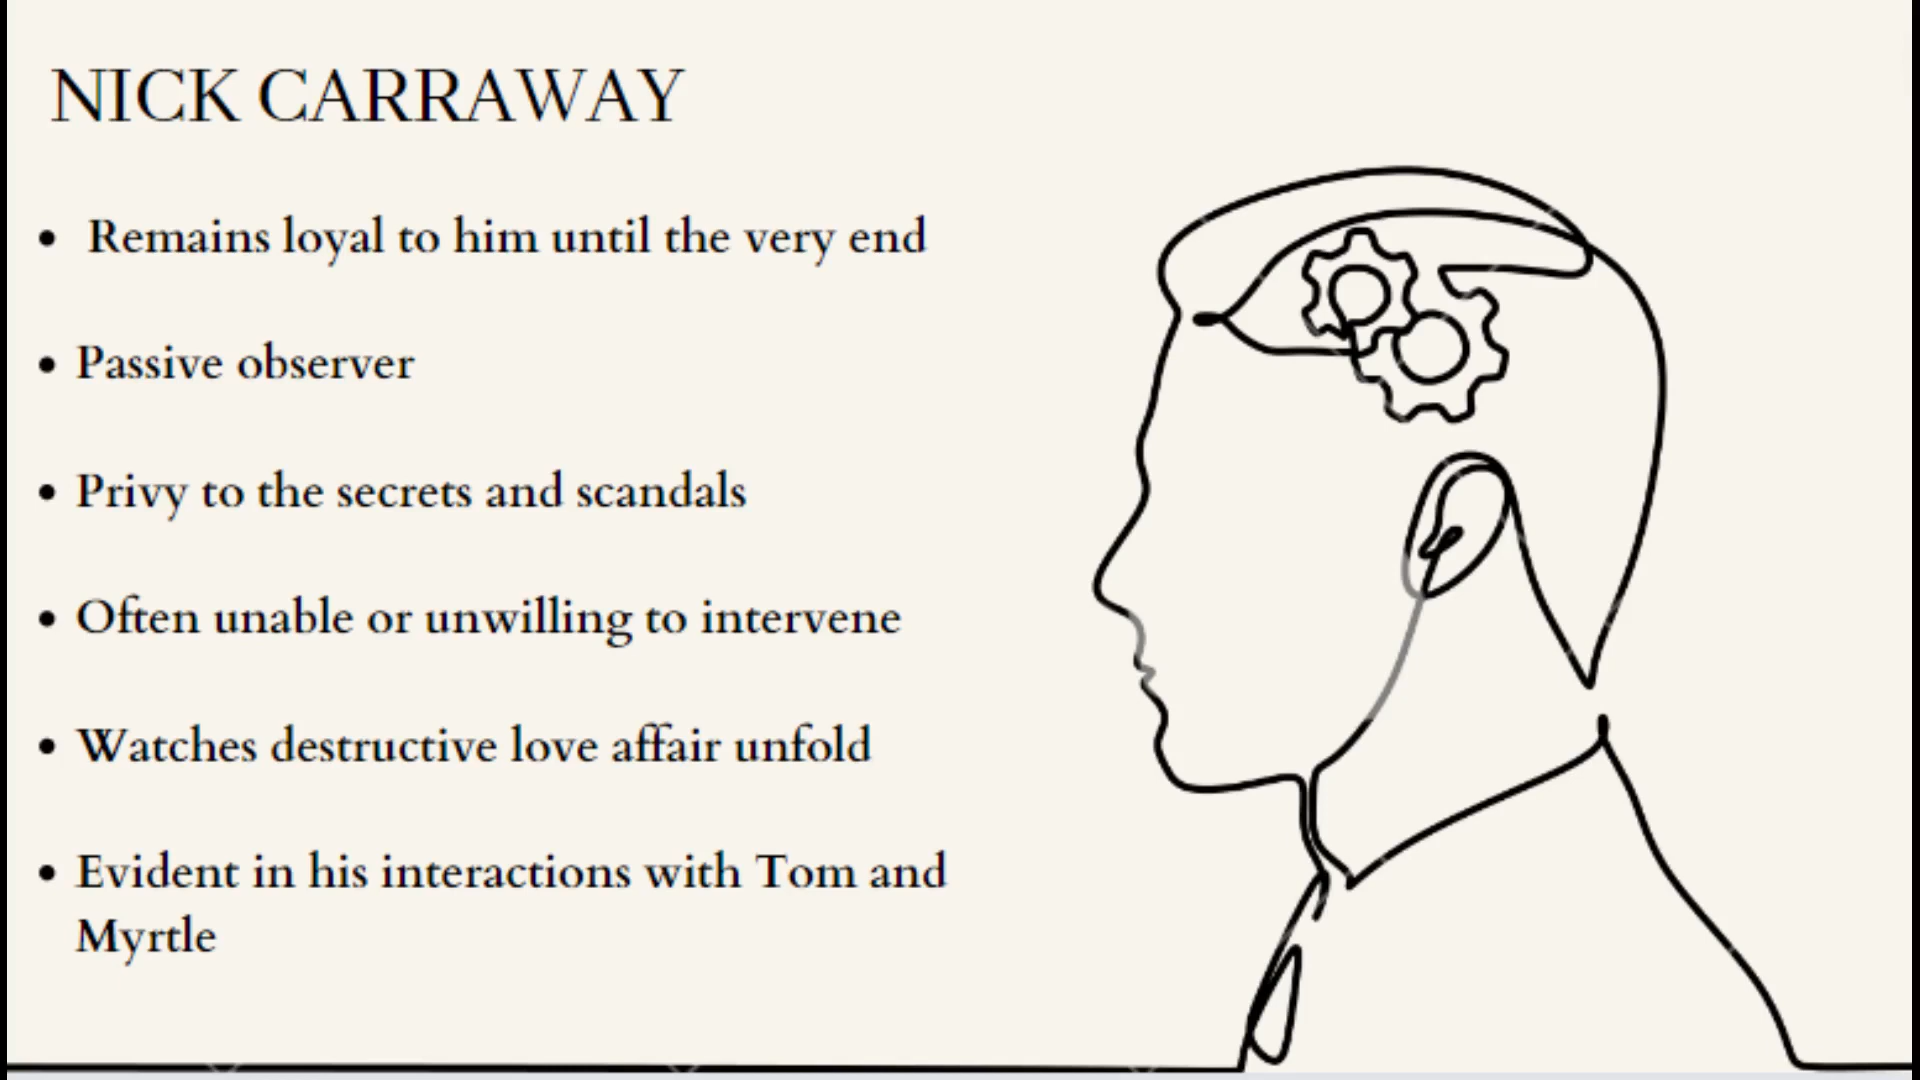 NICK CARRAWAY
• Remains loyal to him until the very end
• Passive observer
• Privy to the secrets and scandals
• Often unable or unwilling to intervene
• Watches destructive love affair unfold
• Evident in his interactions with Tom and
Myrtle